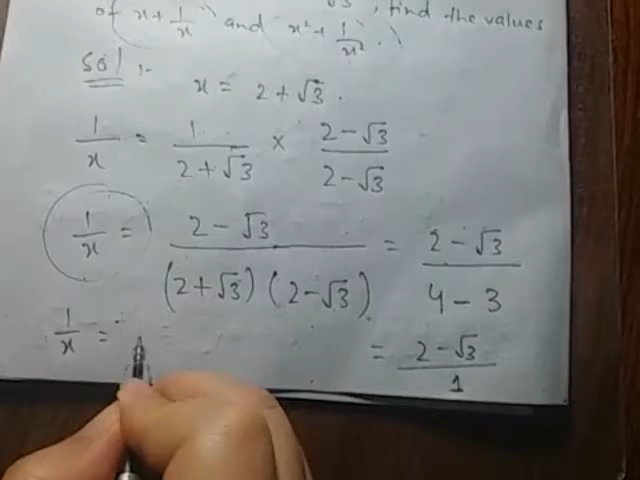 of x + 1/x and √3, find the values
x² + 1/x².
Sol :-
x = 2 + √3.
1/x = 1/(2 + √3) × (2 - √3)/(2 - √3)
1/x = (2 - √3)/((2 + √3)(2 - √3)) = (2 - √3)/(4 - 3)
1/x = = (2 - √3)/1